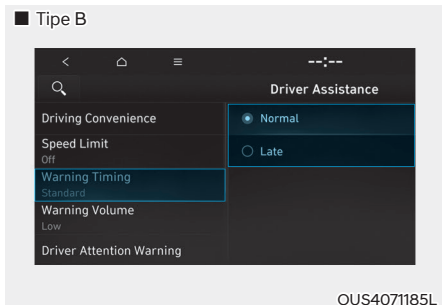 ■ Tipe B
--:--
Driver Assistance
Driving Convenience
Speed Limit
Off
Warning Timing
Standard
Warning Volume
Low
Driver Attention Warning
Normal
Late
OUS4071185L